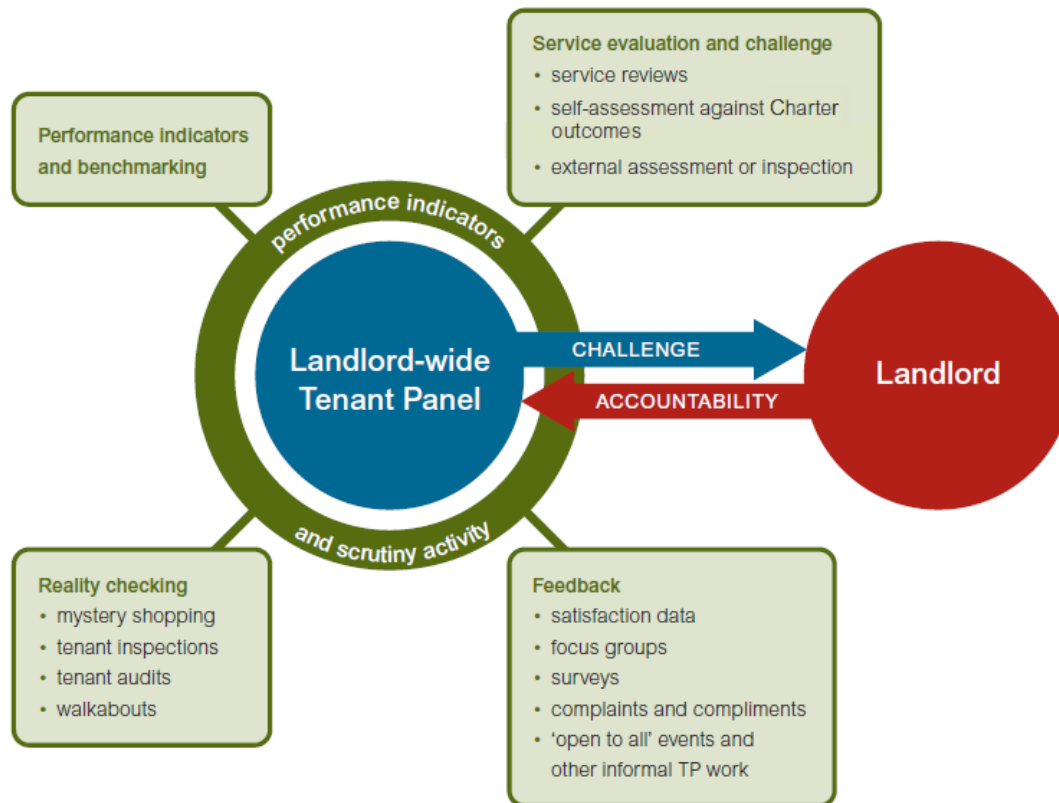 Performance indicators
and benchmarking
Service evaluation and challenge
• service reviews
• self-assessment against Charter
outcomes
• external assessment or inspection
performance indicators
and scrutiny activity
Landlord-wide
Tenant Panel
CHALLENGE
ACCOUNTABILITY
Landlord
Reality checking
• mystery shopping
• tenant inspections
• tenant audits
• walkabouts
Feedback
• satisfaction data
• focus groups
• surveys
• complaints and compliments
• ‘open to all’ events and
other informal TP work